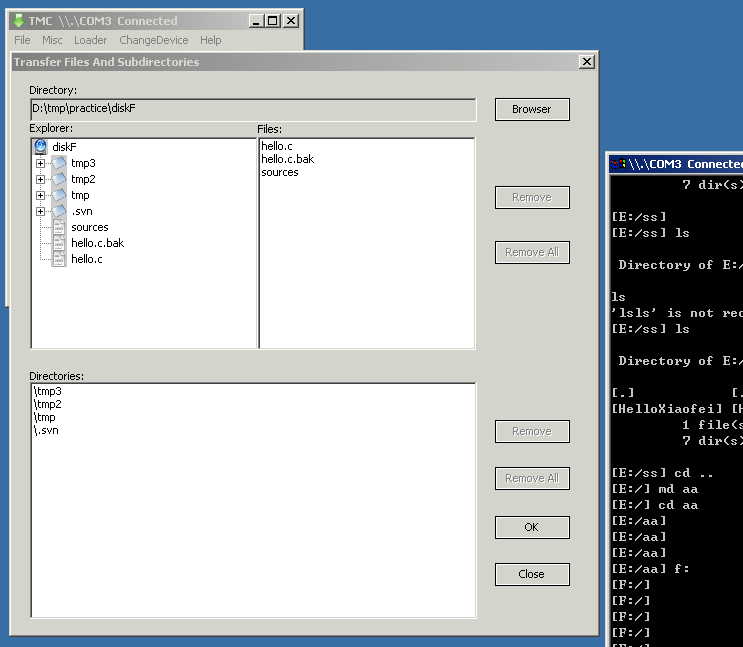 TMC \\.\COM3 Connected
File Misc Loader ChangeDevice Help
Transfer Files And Subdirectories
Directory:
D:\tmp\practice\diskF
Browser
Explorer:
diskF
tmp3
tmp2
tmp
.svn
sources
hello.c.bak
hello.c
Files:
hello.c
hello.c.bak
sources
Remove
Remove All
Directories:
\tmp3
\tmp2
\tmp
\.svn
Remove
Remove All
OK
Close
\\.\COM3 Connected
7 dir(s)
[E:/ss]
[E:/ss] ls
Directory of E:/
ls
'lsls' is not rec
[E:/ss] ls
Directory of E:/
[.] [.
[HelloXiaofei] [H
1 file(s
7 dir(s)
[E:/ss] cd ..
[E:/] md aa
[E:/] cd aa
[E:/aa]
[E:/aa]
[E:/aa]
[E:/aa] f:
[F:/]
[F:/]
[F:/]
[F:/]